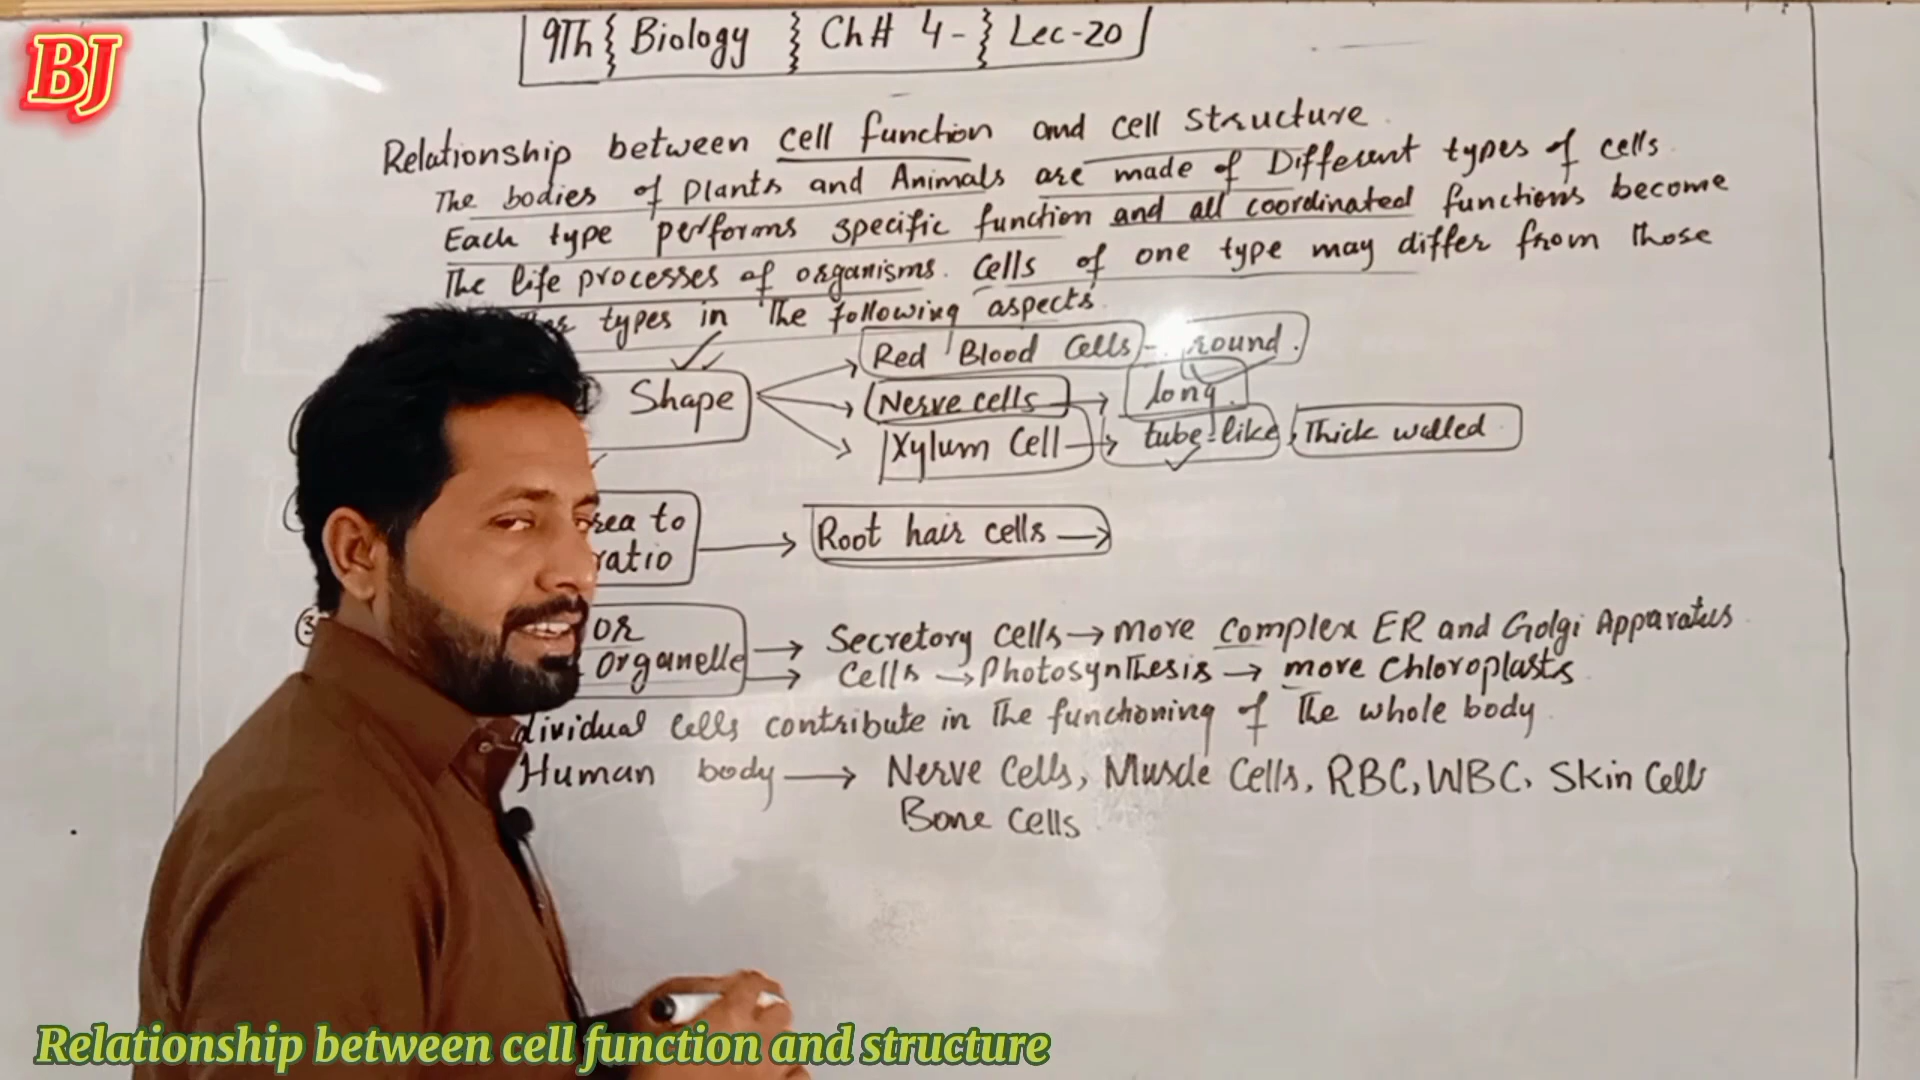 BJ
9Th Biology Ch# 4- Lec-20
Relationship between cell function and cell structure.
The bodies of plants and Animals are made of Different types of cells.
Each type performs specific function and all coordinated functions become
The life processes of organisms. Cells of one type may differ from Those
types in The following aspects.
Red Blood Cells - round.
Shape Nerve cells → long.
Xylum Cell → tube-like, Thick walled.
to
ratio → Root hair cells →
or → Secretory cells → more complex ER and Golgi Apparatus
Organelle → Cells → Photosynthesis → more Chloroplasts.
cells contribute in The functioning of The whole body.
Human body → Nerve Cells, Muscle Cells, RBC, WBC, Skin Cell
Bone Cells.
Relationship between cell function and structure